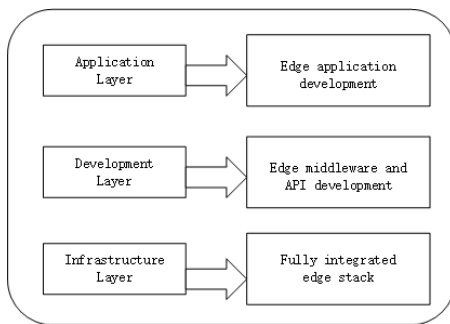 Application
Layer
Edge application
development
Development
Layer
Edge middleware and
API development
Infrastructure
Layer
Fully integrated
edge stack